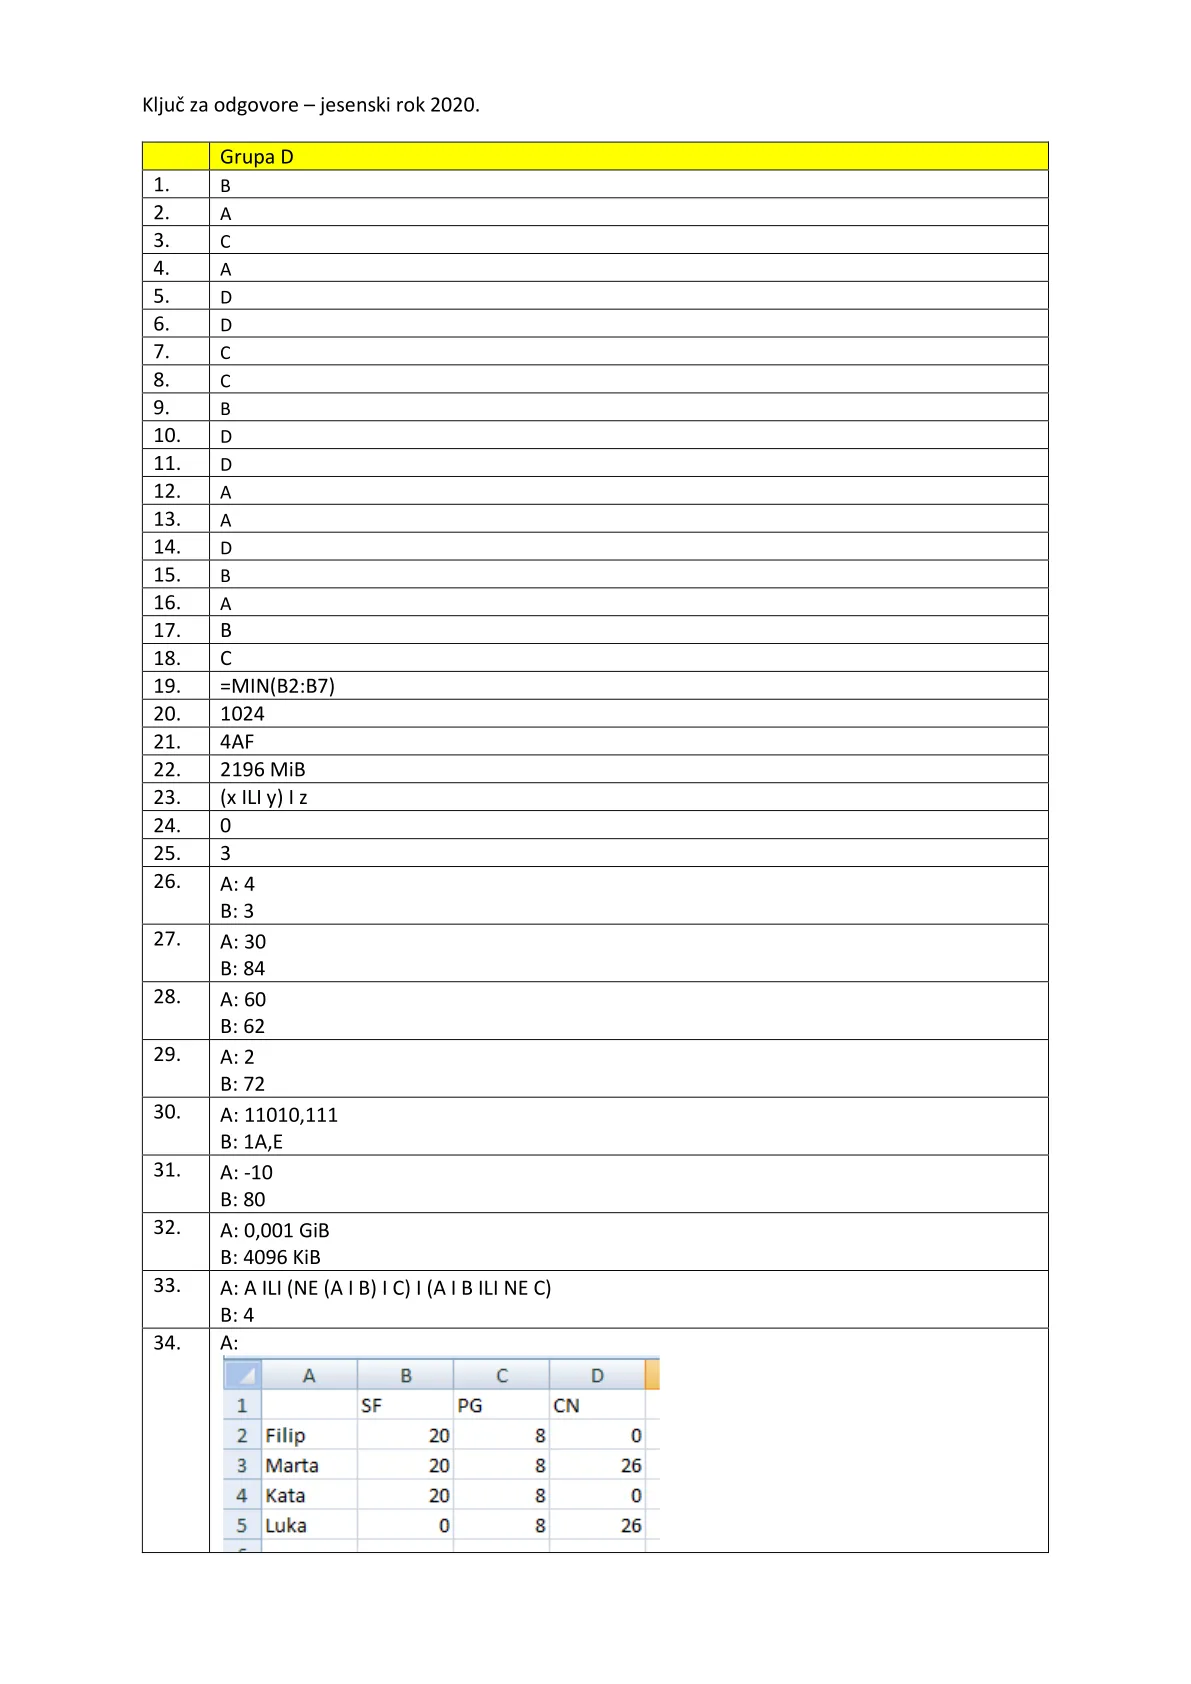 Ključ za odgovore – jesenski rok 2020.
Grupa D
1. B
2. A
3. C
4. A
5. D
6. D
7. C
8. C
9. B
10. D
11. D
12. A
13. A
14. D
15. B
16. A
17. B
18. C
19. =MIN(B2:B7)
20. 1024
21. 4AF
22. 2196 MiB
23. (x ILI y) I z
24. 0
25. 3
26. A: 4
B: 3
27. A: 30
B: 84
28. A: 60
B: 62
29. A: 2
B: 72
30. A: 11010,111
B: 1A,E
31. A: -10
B: 80
32. A: 0,001 GiB
B: 4096 KiB
33. A: A ILI (NE (A I B) I C) I (A I B ILI NE C)
B: 4
34. A:
A B C D
1 SF PG CN
2 Filip 20 8 0
3 Marta 20 8 26
4 Kata 20 8 0
5 Luka 0 8 26